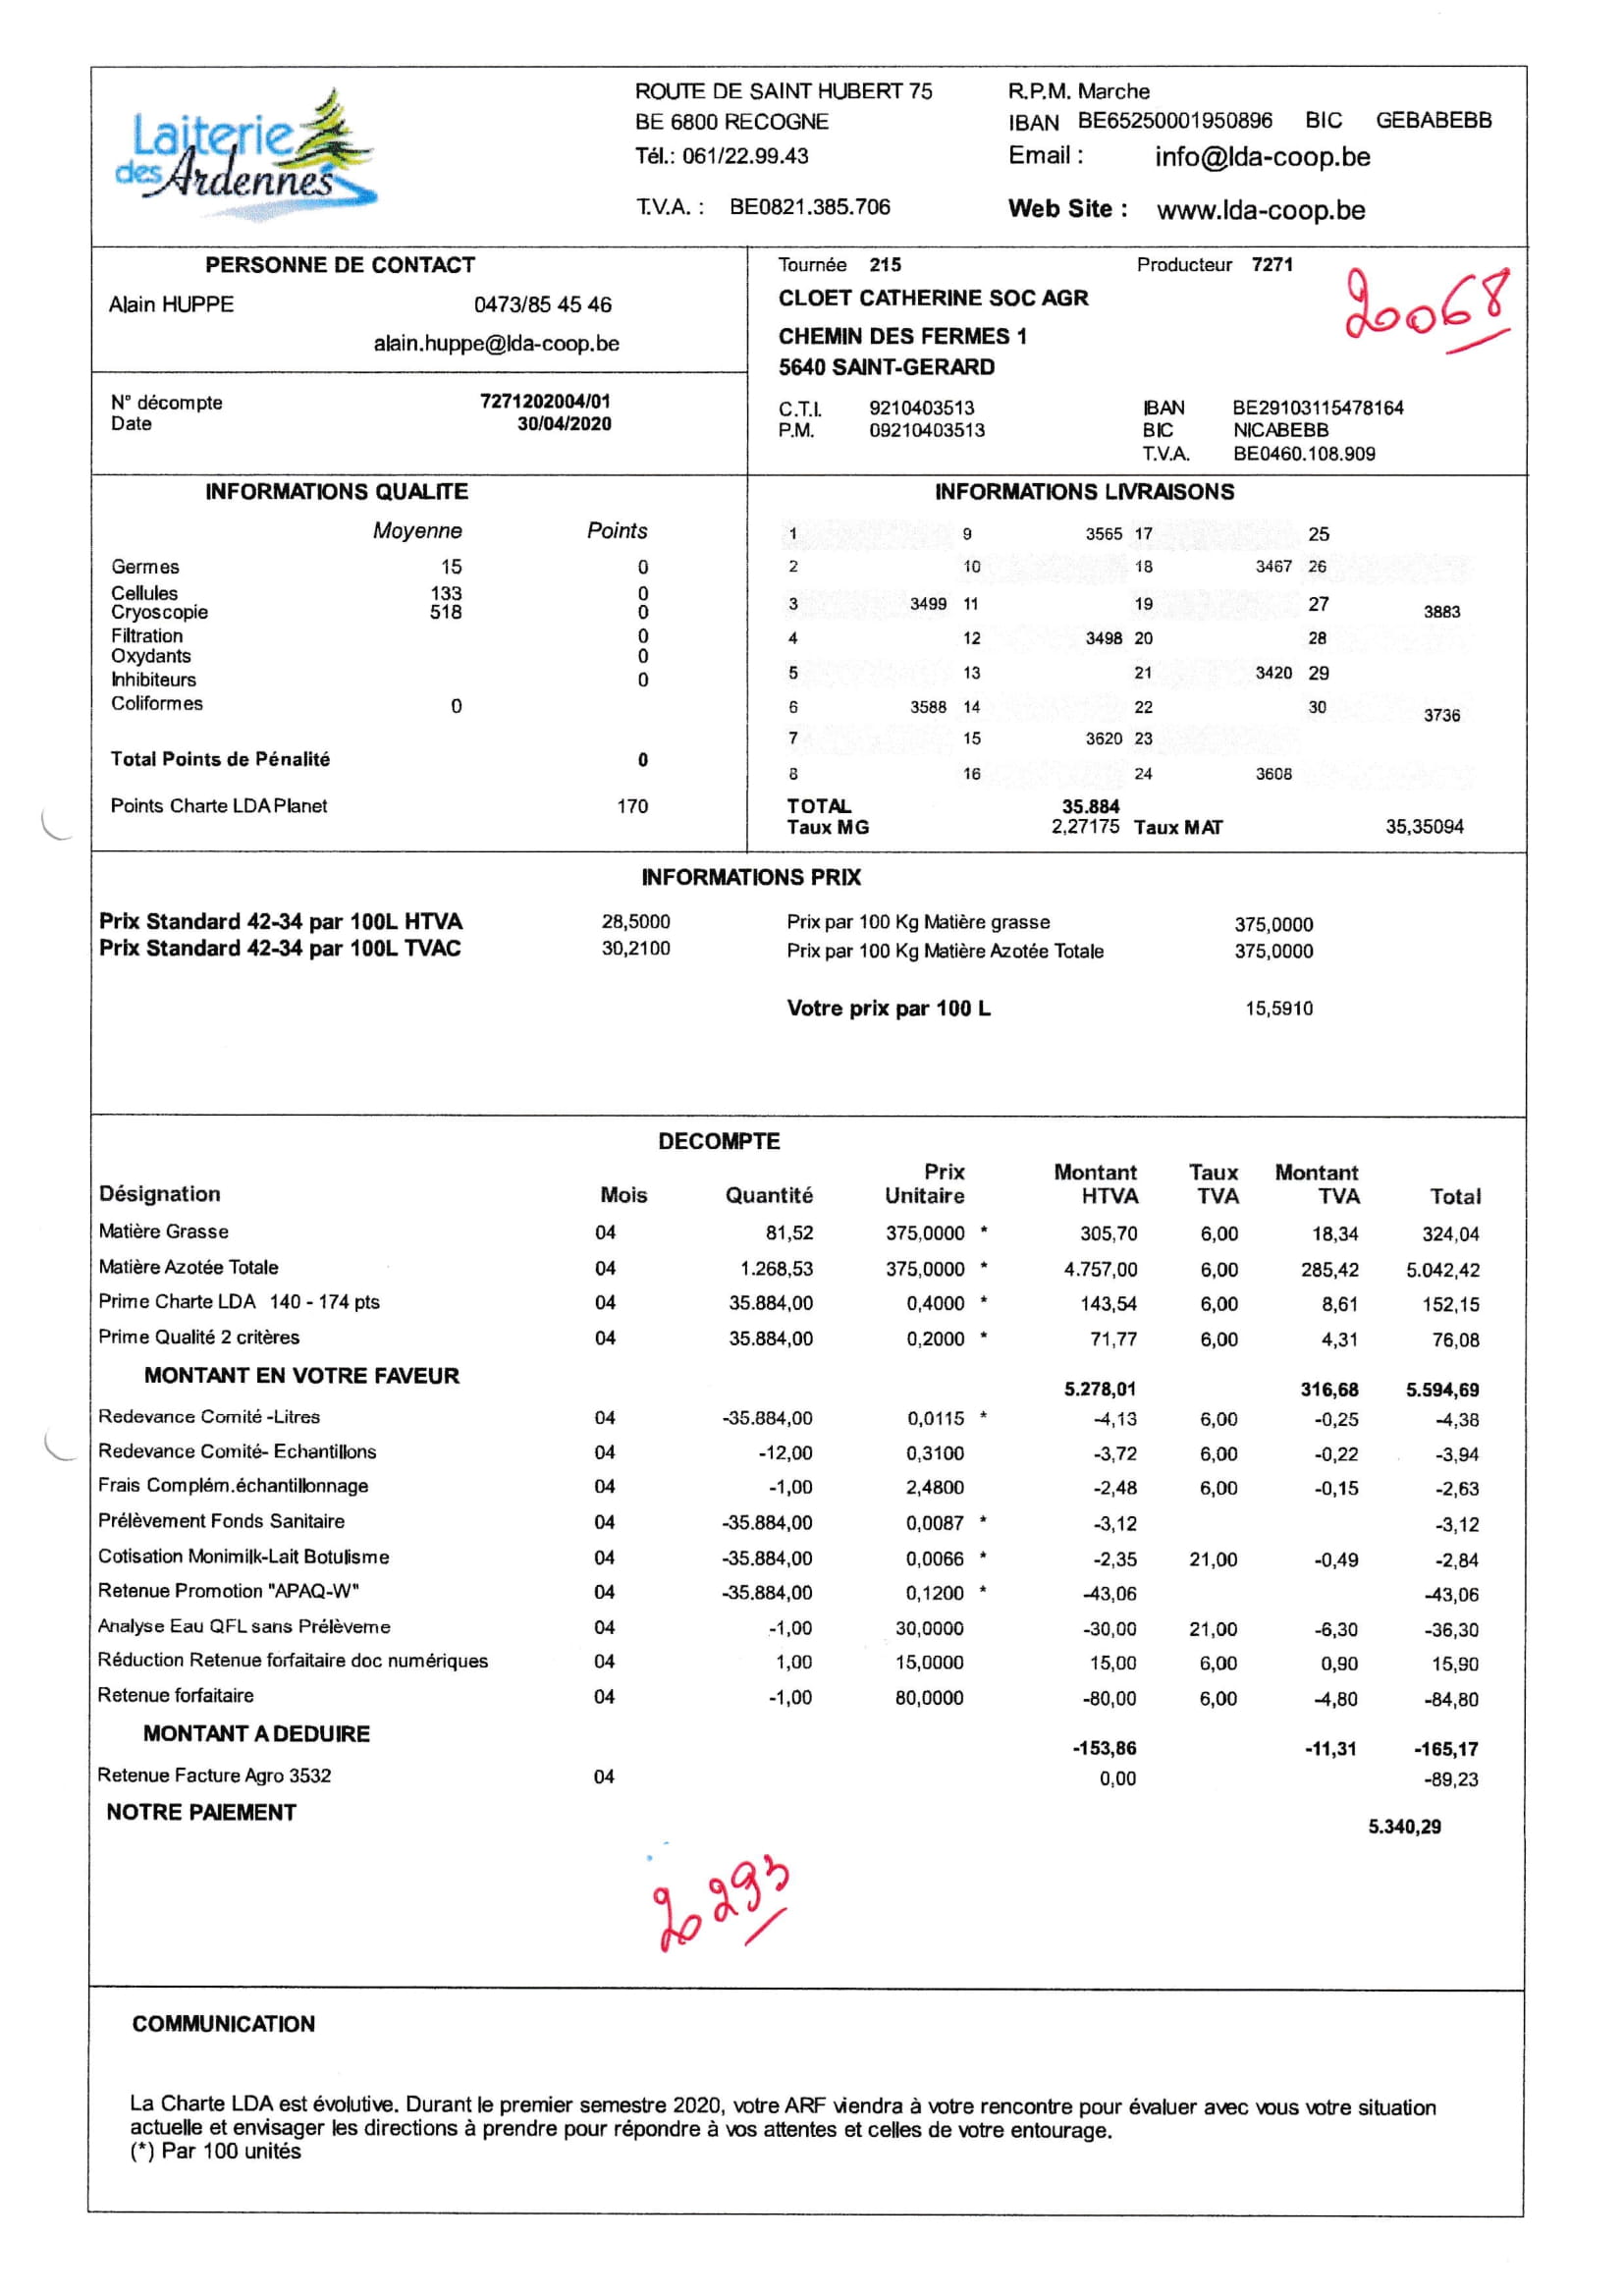 Laiterie
des Ardennes
ROUTE DE SAINT HUBERT 75
BE 6800 RECOGNE
Tél.: 061/22.99.43
T.V.A. : BE0821.385.706
R.P.M. Marche
IBAN BE65250001950896 BIC GEBABEBB
Email : info@lda-coop.be
Web Site : www.lda-coop.be
PERSONNE DE CONTACT
Alain HUPPE 0473/85 45 46
alain.huppe@lda-coop.be
N° décompte 7271202004/01
Date 30/04/2020
Tournée 215 Producteur 7271
20068
CLOET CATHERINE SOC AGR
CHEMIN DES FERMES 1
5640 SAINT-GERARD
C.T.I. 9210403513 IBAN BE29103115478164
P.M. 09210403513 BIC NICABEBB
T.V.A. BE0460.108.909
INFORMATIONS QUALITE
Moyenne Points
Germes 15 0
Cellules 133 0
Cryoscopie 518 0
Filtration 0
Oxydants 0
Inhibiteurs 0
Coliformes 0
Total Points de Pénalité 0
Points Charte LDA Planet 170
INFORMATIONS LIVRAISONS
1 9 3565 17 25
2 10 18 3467 26
3 3499 11 19 27 3883
4 12 3498 20 28
5 13 21 3420 29
6 3588 14 22 30 3736
7 15 3620 23
8 16 24 3608
TOTAL 35.884
Taux MG 2,27175 Taux MAT 35,35094
INFORMATIONS PRIX
Prix Standard 42-34 par 100L HTVA 28,5000 Prix par 100 Kg Matière grasse 375,0000
Prix Standard 42-34 par 100L TVAC 30,2100 Prix par 100 Kg Matière Azotée Totale 375,0000
Votre prix par 100 L 15,5910
DECOMPTE
Prix Montant Taux Montant
Désignation Mois Quantité Unitaire HTVA TVA TVA Total
Matière Grasse 04 81,52 375,0000 * 305,70 6,00 18,34 324,04
Matière Azotée Totale 04 1.268,53 375,0000 * 4.757,00 6,00 285,42 5.042,42
Prime Charte LDA 140 - 174 pts 04 35.884,00 0,4000 * 143,54 6,00 8,61 152,15
Prime Qualité 2 critères 04 35.884,00 0,2000 * 71,77 6,00 4,31 76,08
MONTANT EN VOTRE FAVEUR 5.278,01 316,68 5.594,69
Redevance Comité -Litres 04 -35.884,00 0,0115 * -4,13 6,00 -0,25 -4,38
Redevance Comité- Echantillons 04 -12,00 0,3100 -3,72 6,00 -0,22 -3,94
Frais Complém.échantillonnage 04 -1,00 2,4800 -2,48 6,00 -0,15 -2,63
Prélèvement Fonds Sanitaire 04 -35.884,00 0,0087 * -3,12 -3,12
Cotisation Monimilk-Lait Botulisme 04 -35.884,00 0,0066 * -2,35 21,00 -0,49 -2,84
Retenue Promotion "APAQ-W" 04 -35.884,00 0,1200 * -43,06 -43,06
Analyse Eau QFL sans Prélèveme 04 -1,00 30,0000 -30,00 21,00 -6,30 -36,30
Réduction Retenue forfaitaire doc numériques 04 1,00 15,0000 15,00 6,00 0,90 15,90
Retenue forfaitaire 04 -1,00 80,0000 -80,00 6,00 -4,80 -84,80
MONTANT A DEDUIRE -153,86 -11,31 -165,17
Retenue Facture Agro 3532 04 0,00 -89,23
NOTRE PAIEMENT 5.340,29
20293
COMMUNICATION
La Charte LDA est évolutive. Durant le premier semestre 2020, votre ARF viendra à votre rencontre pour évaluer avec vous votre situation
actuelle et envisager les directions à prendre pour répondre à vos attentes et celles de votre entourage.
(*) Par 100 unités